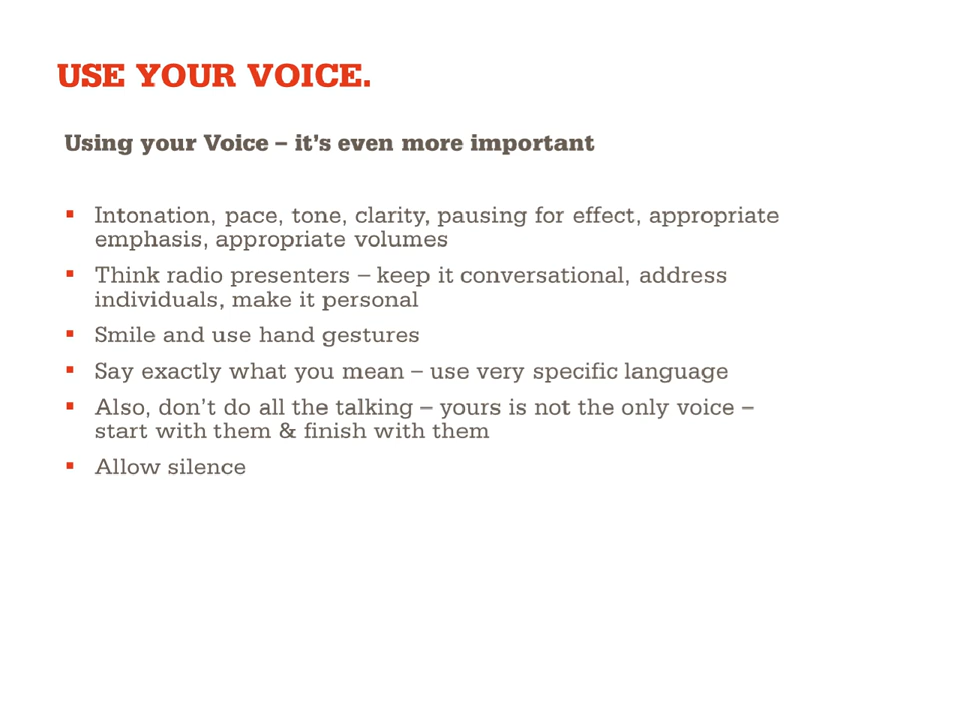 USE YOUR VOICE.
Using your Voice – it’s even more important
Intonation, pace, tone, clarity, pausing for effect, appropriate
emphasis, appropriate volumes
Think radio presenters – keep it conversational, address
individuals, make it personal
Smile and use hand gestures
Say exactly what you mean – use very specific language
Also, don’t do all the talking – yours is not the only voice –
start with them & finish with them
Allow silence